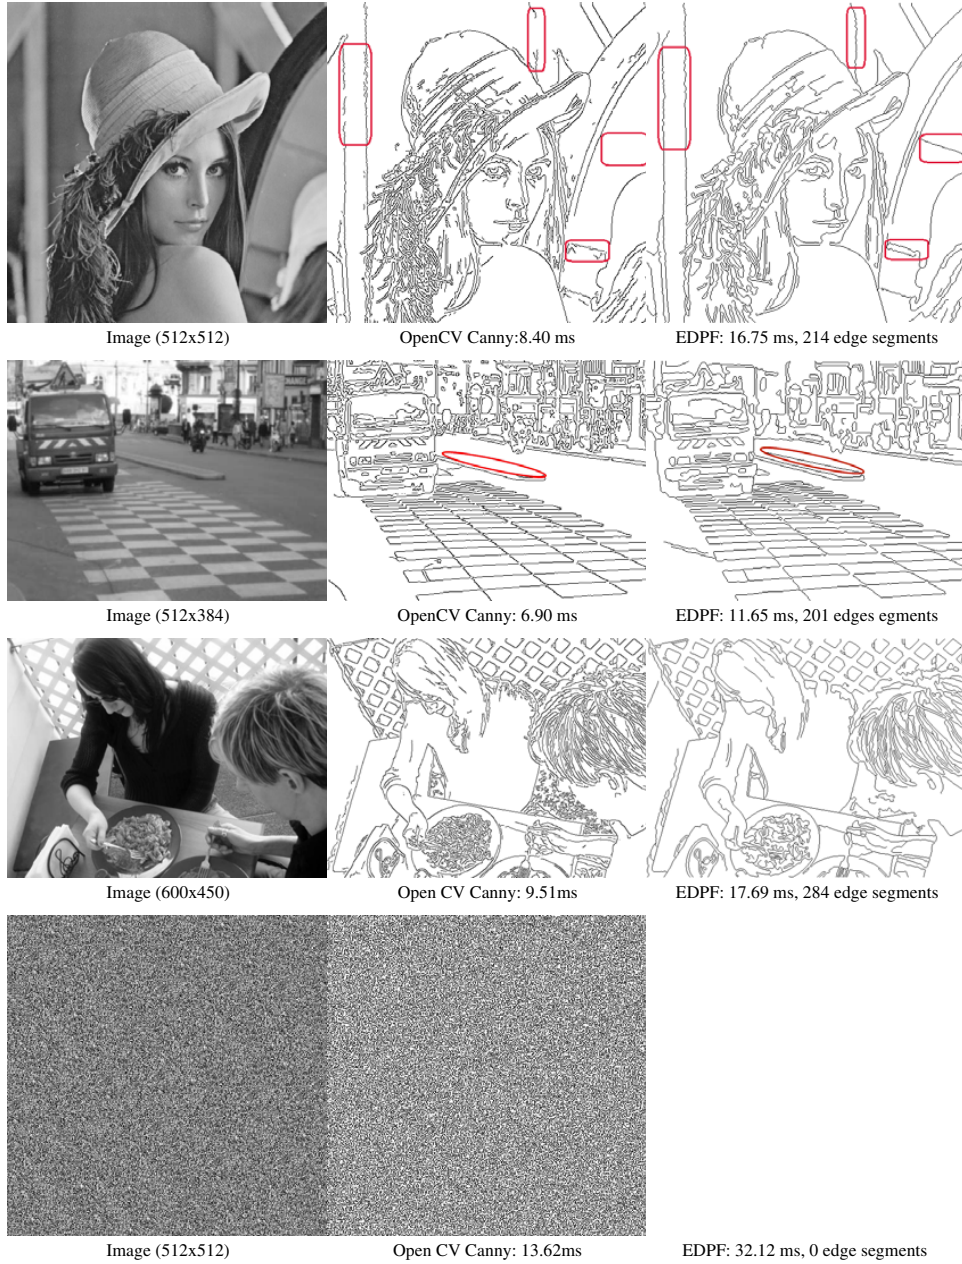 Image (512x512)
OpenCV Canny:8.40 ms
EDPF: 16.75 ms, 214 edge segments
Image (512x384)
OpenCV Canny: 6.90 ms
EDPF: 11.65 ms, 201 edges egments
Image (600x450)
Open CV Canny: 9.51ms
EDPF: 17.69 ms, 284 edge segments
Image (512x512)
Open CV Canny: 13.62ms
EDPF: 32.12 ms, 0 edge segments